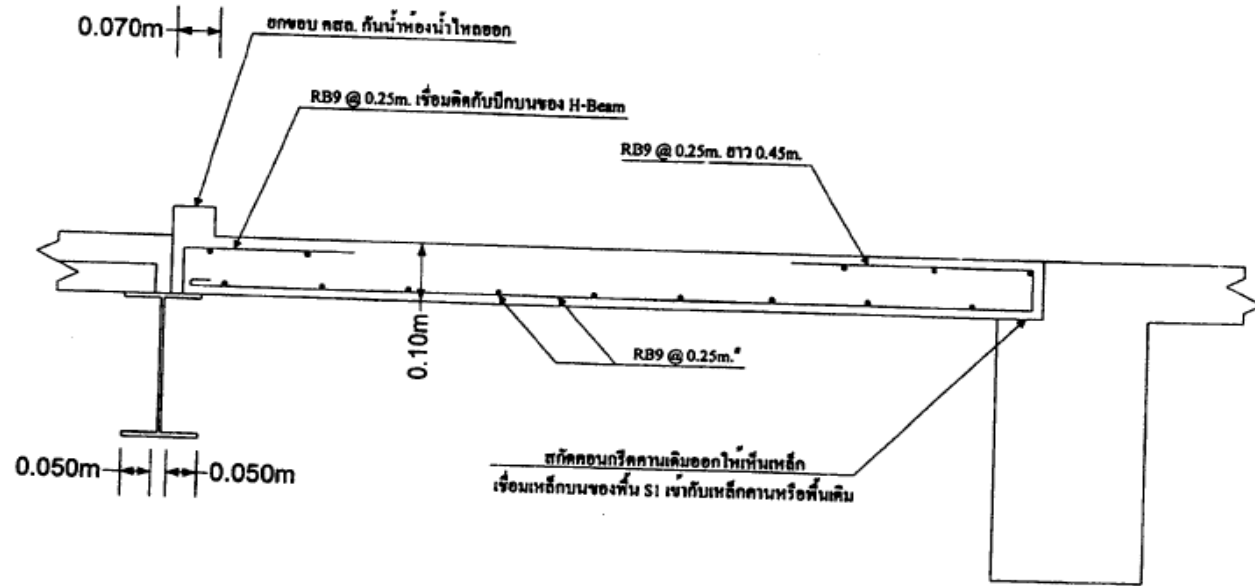 0.070m
ยกขอบ คสล. กันน้ำห้องน้ำไหลออก
RB9 @ 0.25m. เชื่อมติดกับปีกบนของ H-Beam
RB9 @ 0.25m. ยาว 0.45m.
0.10m
RB9 @ 0.25m.#
0.050m
0.050m
สกัดคอนกรีตคานเดิมออกให้เห็นเหล็ก
เชื่อมเหล็กบนของพื้น S1 เข้ากับเหล็กคานหรือพื้นเดิม